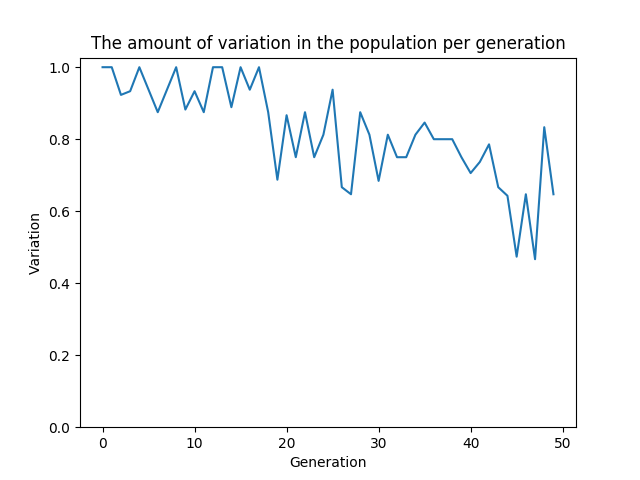 The amount of variation in the population per generation
1.0
0.8
0.6
0.4
0.2
0.0
Variation
0 10 20 30 40 50
Generation